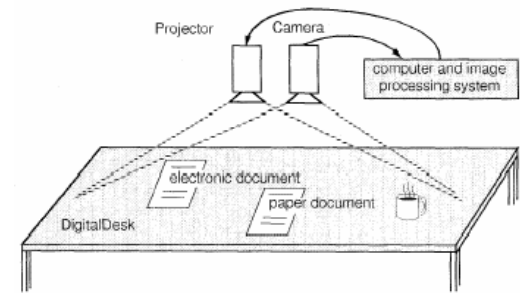 Projector
Camera
computer and image
processing system
electronic document
paper document
DigitalDesk